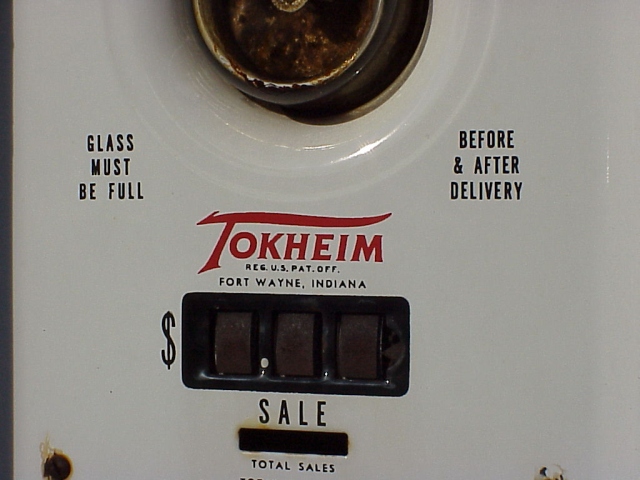 GLASS
MUST
BE FULL
BEFORE
& AFTER
DELIVERY
TOKHEIM
REG. U.S. PAT. OFF.
FORT WAYNE, INDIANA
$
SALE
TOTAL SALES